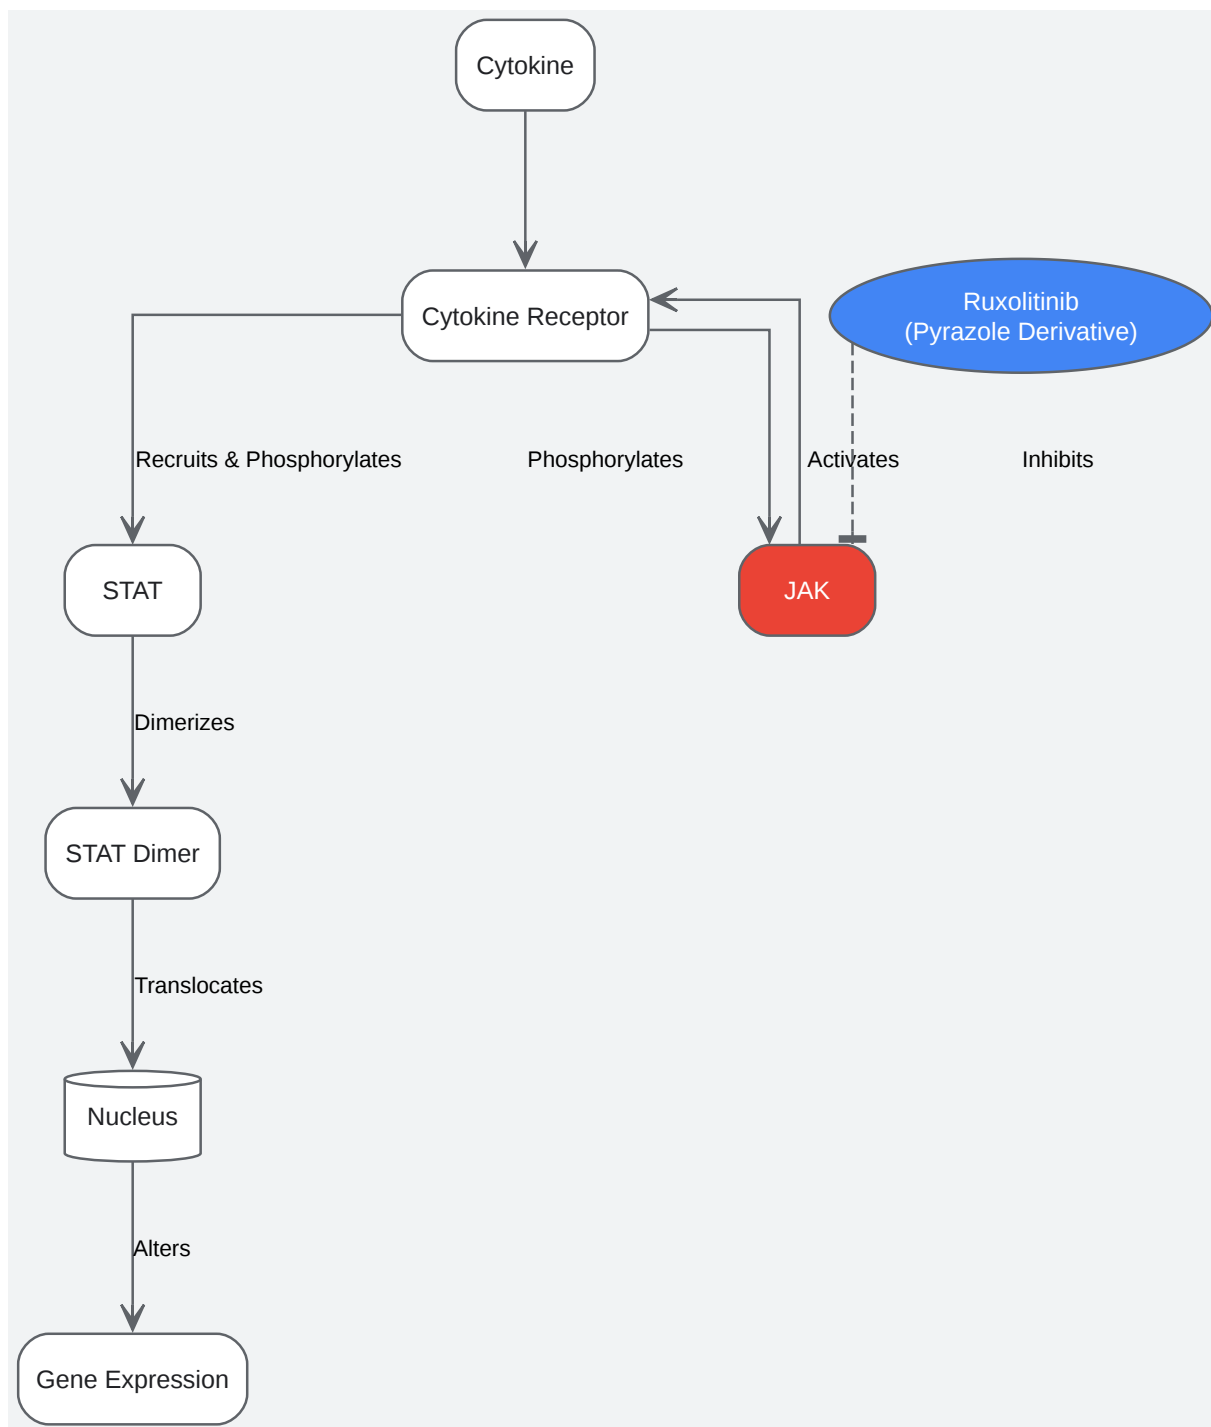 Cytokine
Cytokine Receptor
Ruxolitinib
(Pyrazole Derivative)
Recruits & Phosphorylates
Phosphorylates
Activates
Inhibits
STAT
JAK
Dimerizes
STAT Dimer
Translocates
Nucleus
Alters
Gene Expression